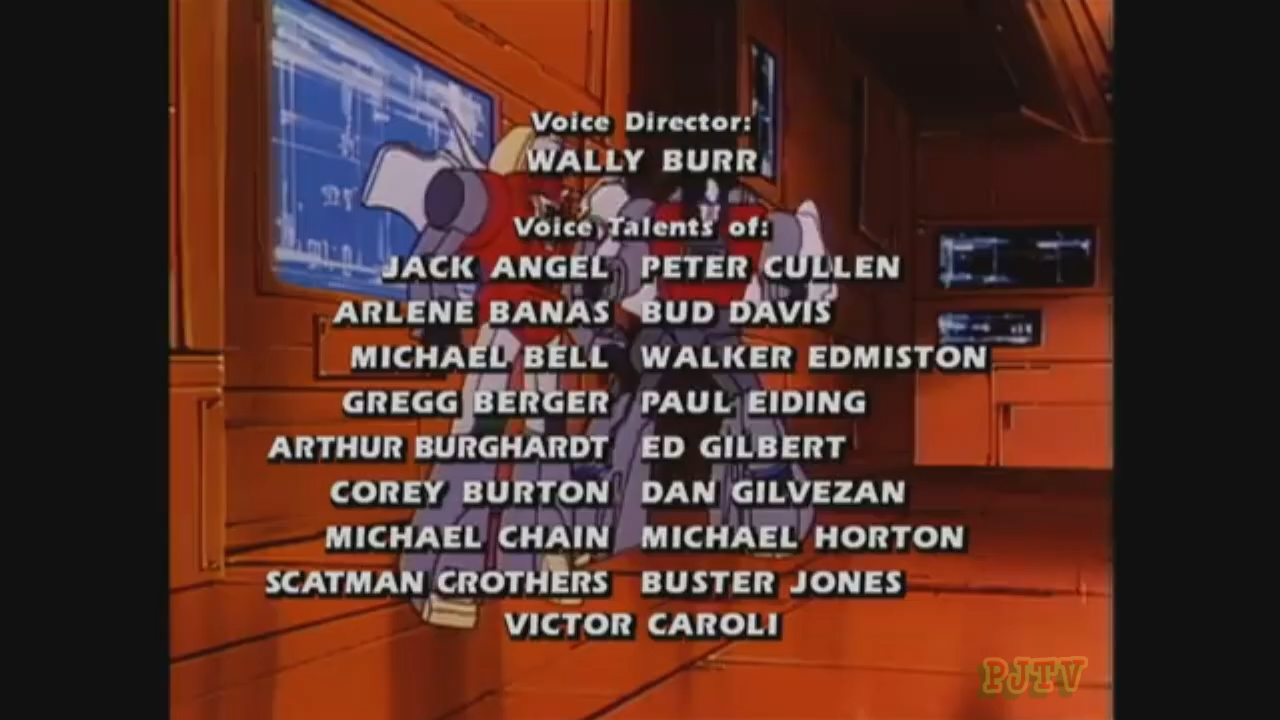 Voice Director:
WALLY BURR
Voice Talents of:
JACK ANGEL PETER CULLEN
ARLENE BANAS BUD DAVIS
MICHAEL BELL WALKER EDMISTON
GREGG BERGER PAUL EIDING
ARTHUR BURGHARDT ED GILBERT
COREY BURTON DAN GILVEZAN
MICHAEL CHAIN MICHAEL HORTON
SCATMAN CROTHERS BUSTER JONES
VICTOR CAROLI
PJTV